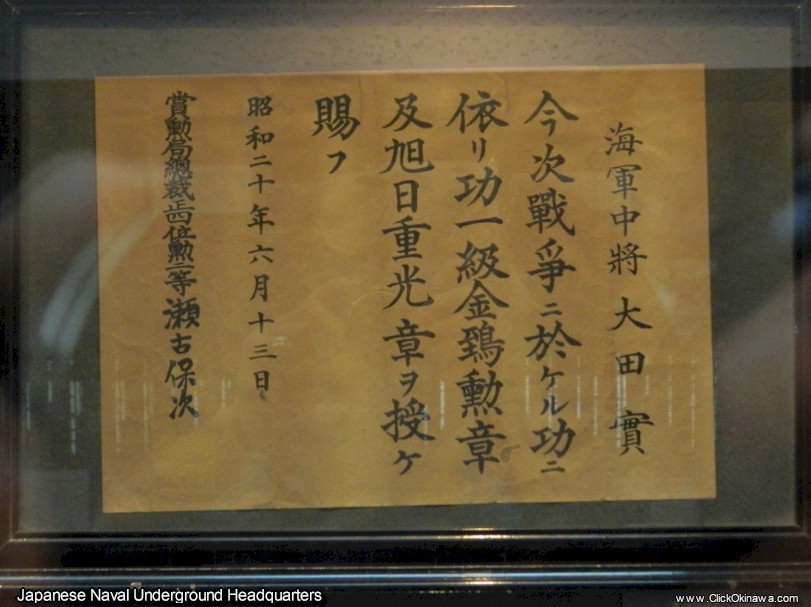 海軍中將 大田 實
今次戰爭ニ於ケル功ニ
依リ功一級金鵄勲章
及旭日重光章ヲ授ケ
賜フ
昭和二十年六月十三日
賞勲局總裁正四位勲二等瀬古保次
Japanese Naval Underground Headquarters
www.ClickOkinawa.com